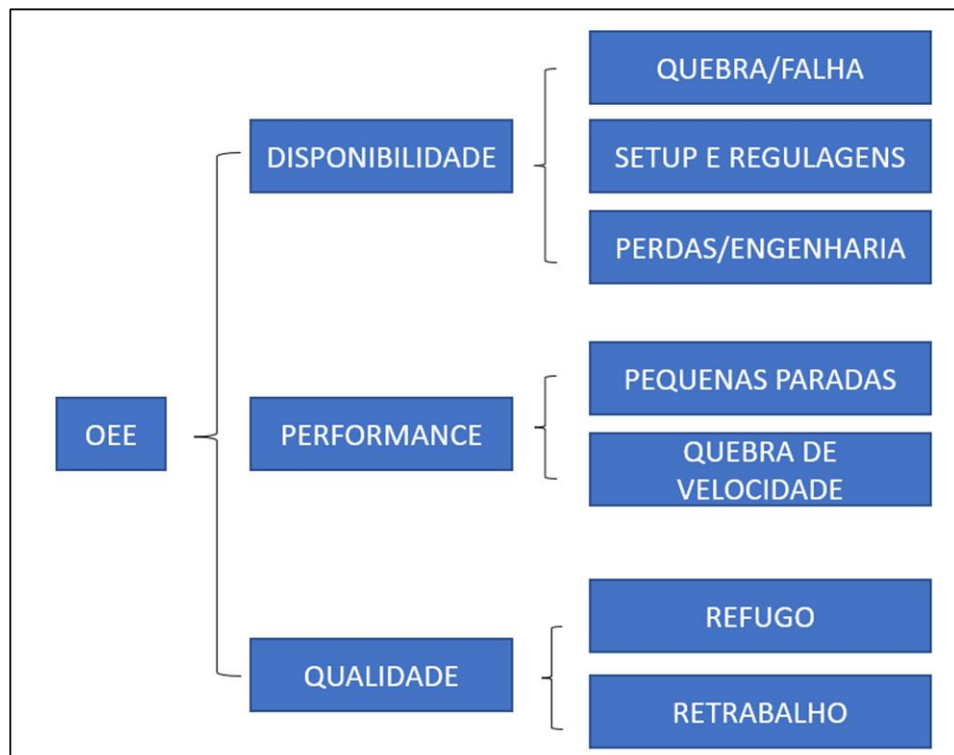 QUEBRA/FALHA
DISPONIBILIDADE
SETUP E REGULAGENS
PERDAS/ENGENHARIA
PEQUENAS PARADAS
OEE
PERFORMANCE
QUEBRA DE
VELOCIDADE
REFUGO
QUALIDADE
RETRABALHO